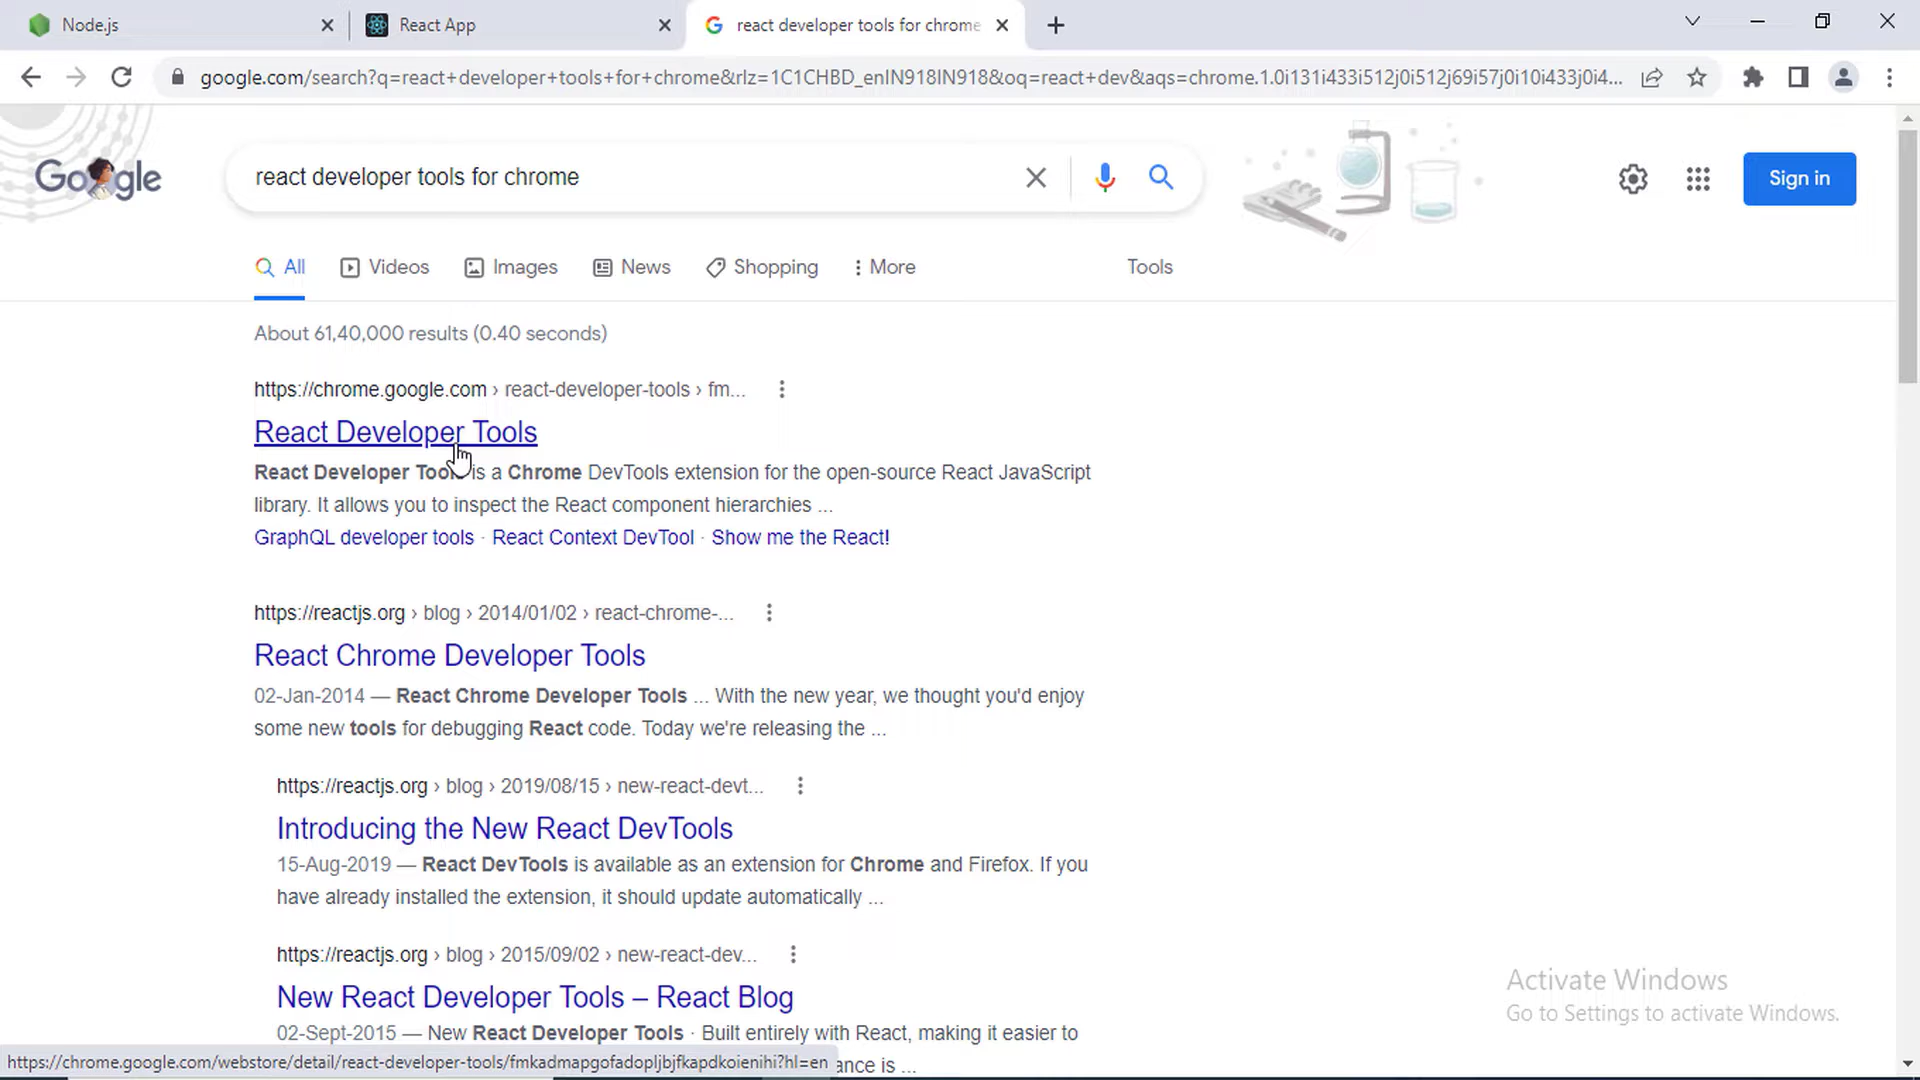 Node.js
React App
react developer tools for chrome
google.com/search?q=react+developer+tools+for+chrome&rlz=1C1CHBD_enIN918IN918&oq=react+dev&aqs=chrome.1.0i131i433i512j0i512j69i57j0i10i433j0i4...
Google
react developer tools for chrome
Sign in
All
Videos
Images
News
Shopping
More
Tools
About 61,40,000 results (0.40 seconds)
https://chrome.google.com › react-developer-tools › fm...
React Developer Tools
React Developer Tools is a Chrome DevTools extension for the open-source React JavaScript
library. It allows you to inspect the React component hierarchies ...
GraphQL developer tools · React Context DevTool · Show me the React!
https://reactjs.org › blog › 2014/01/02 › react-chrome-...
React Chrome Developer Tools
02-Jan-2014 — React Chrome Developer Tools ... With the new year, we thought you'd enjoy
some new tools for debugging React code. Today we're releasing the ...
https://reactjs.org › blog › 2019/08/15 › new-react-devt...
Introducing the New React DevTools
15-Aug-2019 — React DevTools is available as an extension for Chrome and Firefox. If you
have already installed the extension, it should update automatically ...
https://reactjs.org › blog › 2015/09/02 › new-react-dev...
New React Developer Tools – React Blog
02-Sept-2015 — New React Developer Tools · Built entirely with React, making it easier to
ance is ...
https://chrome.google.com/webstore/detail/react-developer-tools/fmkadmapgofadopljbjfkapdkoienihi?hl=en
Activate Windows
Go to Settings to activate Windows.